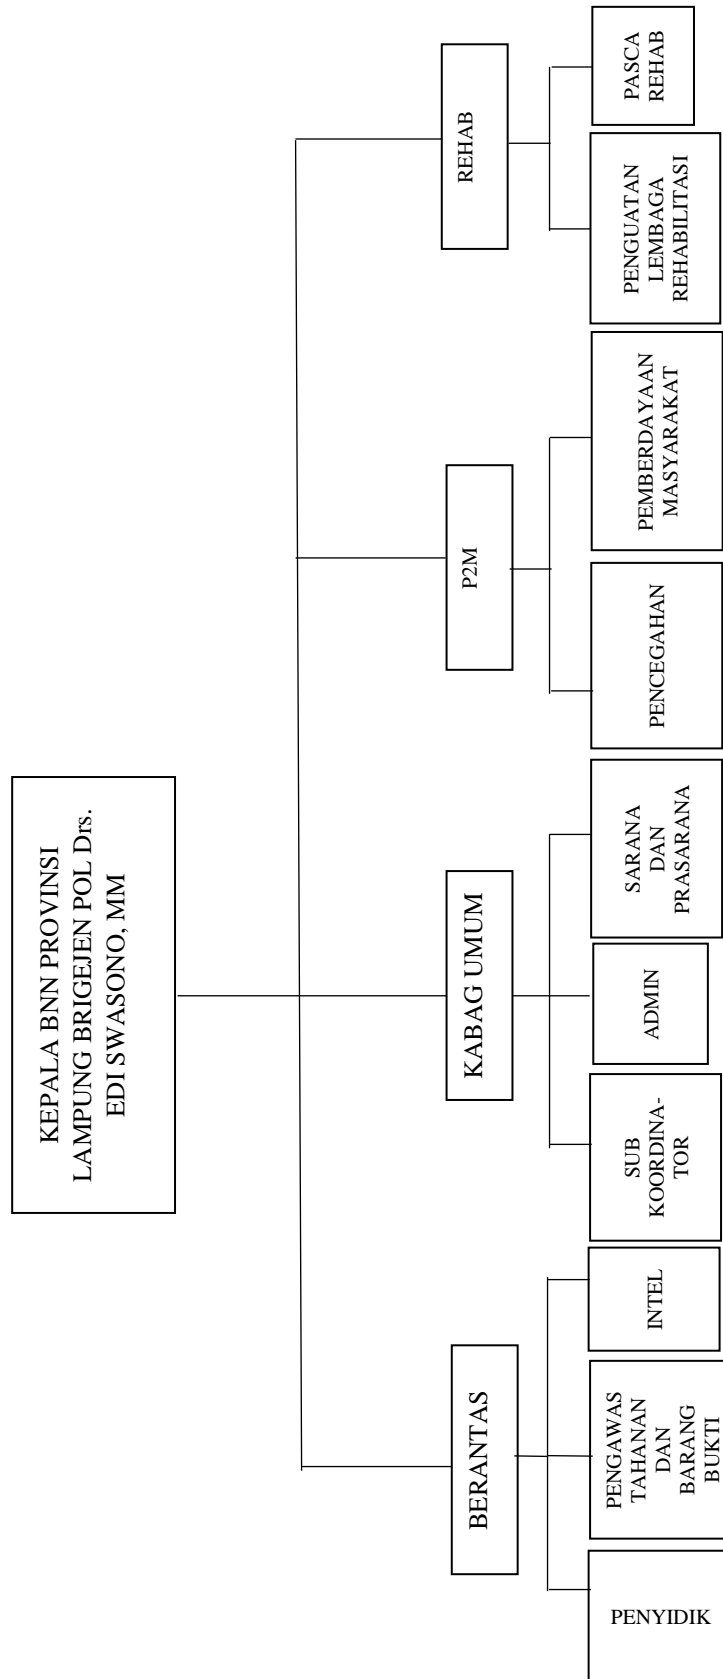 KEPALA BNN PROVINSI
LAMPUNG BRIGEJEN POL Drs.
EDI SWASONO, MM
BERANTAS
KABAG UMUM
P2M
REHAB
PENYIDIK
PENGAWAS
TAHANAN
DAN
BARANG
BUKTI
INTEL
SUB
KOORDINA-
TOR
ADMIN
SARANA
DAN
PRASARANA
PENCEGAHAN
PEMBERDAYAAN
MASYARAKAT
PENGUATAN
LEMBAGA
REHABILITASI
PASCA
REHAB